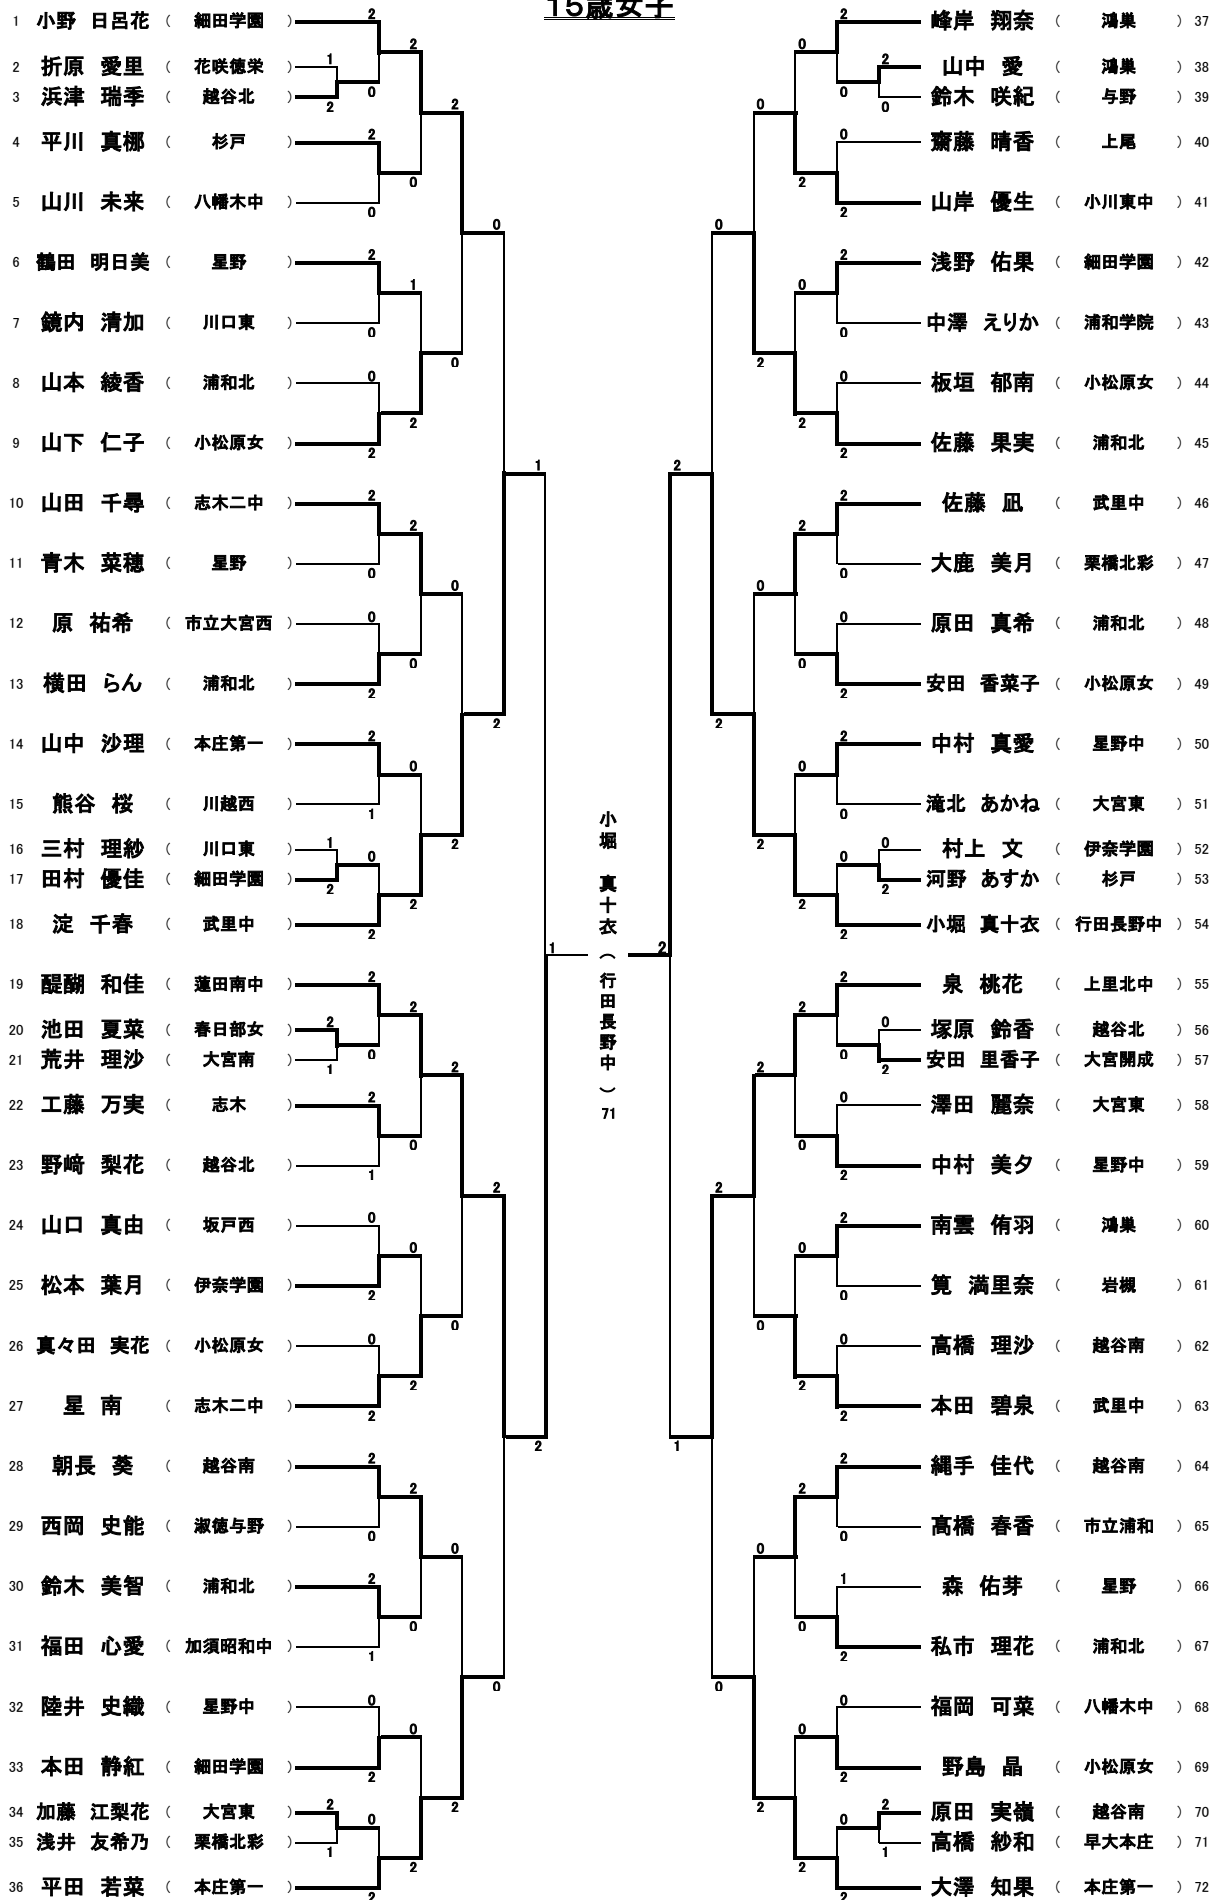 15歳女子
1 小野 日呂花 （ 細田学園 ）
2 折原 愛里 （ 花咲徳栄 ）
3 浜津 瑞季 （ 越谷北 ）
4 平川 真梛 （ 杉戸 ）
5 山川 未来 （ 八幡木中 ）
6 鶴田 明日美 （ 星野 ）
7 鏡内 清加 （ 川口東 ）
8 山本 綾香 （ 浦和北 ）
9 山下 仁子 （ 小松原女 ）
10 山田 千尋 （ 志木二中 ）
11 青木 菜穂 （ 星野 ）
12 原 祐希 （ 市立大宮西 ）
13 横田 らん （ 浦和北 ）
14 山中 沙理 （ 本庄第一 ）
15 熊谷 桜 （ 川越西 ）
16 三村 理紗 （ 川口東 ）
17 田村 優佳 （ 細田学園 ）
18 淀 千春 （ 武里中 ）
19 醍醐 和佳 （ 蓮田南中 ）
20 池田 夏菜 （ 春日部女 ）
21 荒井 理沙 （ 大宮南 ）
22 工藤 万実 （ 志木 ）
23 野﨑 梨花 （ 越谷北 ）
24 山口 真由 （ 坂戸西 ）
25 松本 葉月 （ 伊奈学園 ）
26 真々田 実花 （ 小松原女 ）
27 星 南 （ 志木二中 ）
28 朝長 葵 （ 越谷南 ）
29 西岡 史能 （ 淑徳与野 ）
30 鈴木 美智 （ 浦和北 ）
31 福田 心愛 （ 加須昭和中 ）
32 陸井 史織 （ 星野中 ）
33 本田 静紅 （ 細田学園 ）
34 加藤 江梨花 （ 大宮東 ）
35 浅井 友希乃 （ 栗橋北彩 ）
36 平田 若菜 （ 本庄第一 ）
小堀 真十衣 （ 行田長野中 ） 71
峰岸 翔奈 （ 鴻巣 ） 37
山中 愛 （ 鴻巣 ） 38
鈴木 咲紀 （ 与野 ） 39
齋藤 晴香 （ 上尾 ） 40
山岸 優生 （ 小川東中 ） 41
浅野 佑果 （ 細田学園 ） 42
中澤 えりか （ 浦和学院 ） 43
板垣 郁南 （ 小松原女 ） 44
佐藤 果実 （ 浦和北 ） 45
佐藤 凪 （ 武里中 ） 46
大鹿 美月 （ 栗橋北彩 ） 47
原田 真希 （ 浦和北 ） 48
安田 香菜子 （ 小松原女 ） 49
中村 真愛 （ 星野中 ） 50
滝北 あかね （ 大宮東 ） 51
村上 文 （ 伊奈学園 ） 52
河野 あすか （ 杉戸 ） 53
小堀 真十衣 （ 行田長野中 ） 54
泉 桃花 （ 上里北中 ） 55
塚原 鈴香 （ 越谷北 ） 56
安田 里香子 （ 大宮開成 ） 57
澤田 麗奈 （ 大宮東 ） 58
中村 美夕 （ 星野中 ） 59
南雲 侑羽 （ 鴻巣 ） 60
筧 満里奈 （ 岩槻 ） 61
高橋 理沙 （ 越谷南 ） 62
本田 碧泉 （ 武里中 ） 63
縄手 佳代 （ 越谷南 ） 64
髙橋 春香 （ 市立浦和 ） 65
森 佑芽 （ 星野 ） 66
私市 理花 （ 浦和北 ） 67
福岡 可菜 （ 八幡木中 ） 68
野島 晶 （ 小松原女 ） 69
原田 実嶺 （ 越谷南 ） 70
高橋 紗和 （ 早大本庄 ） 71
大澤 知果 （ 本庄第一 ） 72